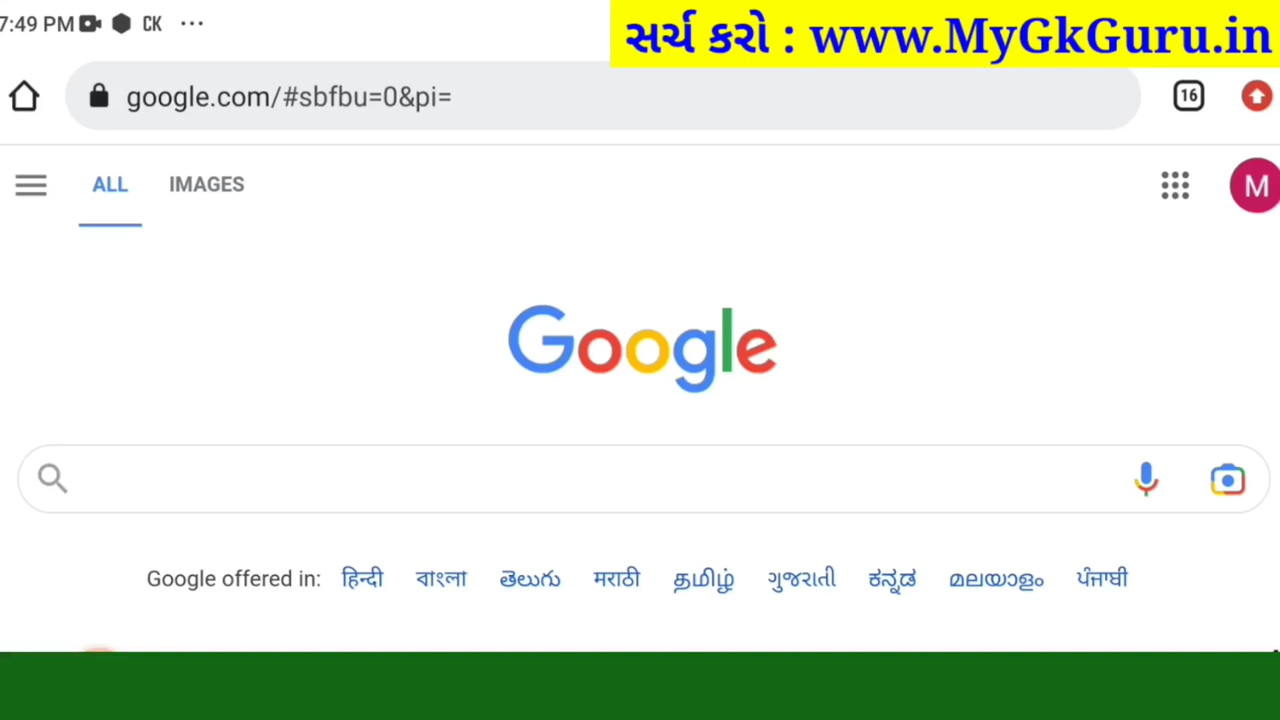 7:49 PM CK ...
સર્ચ કરો : www.MyGkGuru.in
google.com/#sbfbu=0&pi=
16
ALL IMAGES
M
Google
Google offered in: हिन्दी বাংলা తెలుగు मराठी தமிழ் ગુજરાતી ಕನ್ನಡ മലയാളം ਪੰਜਾਬੀ